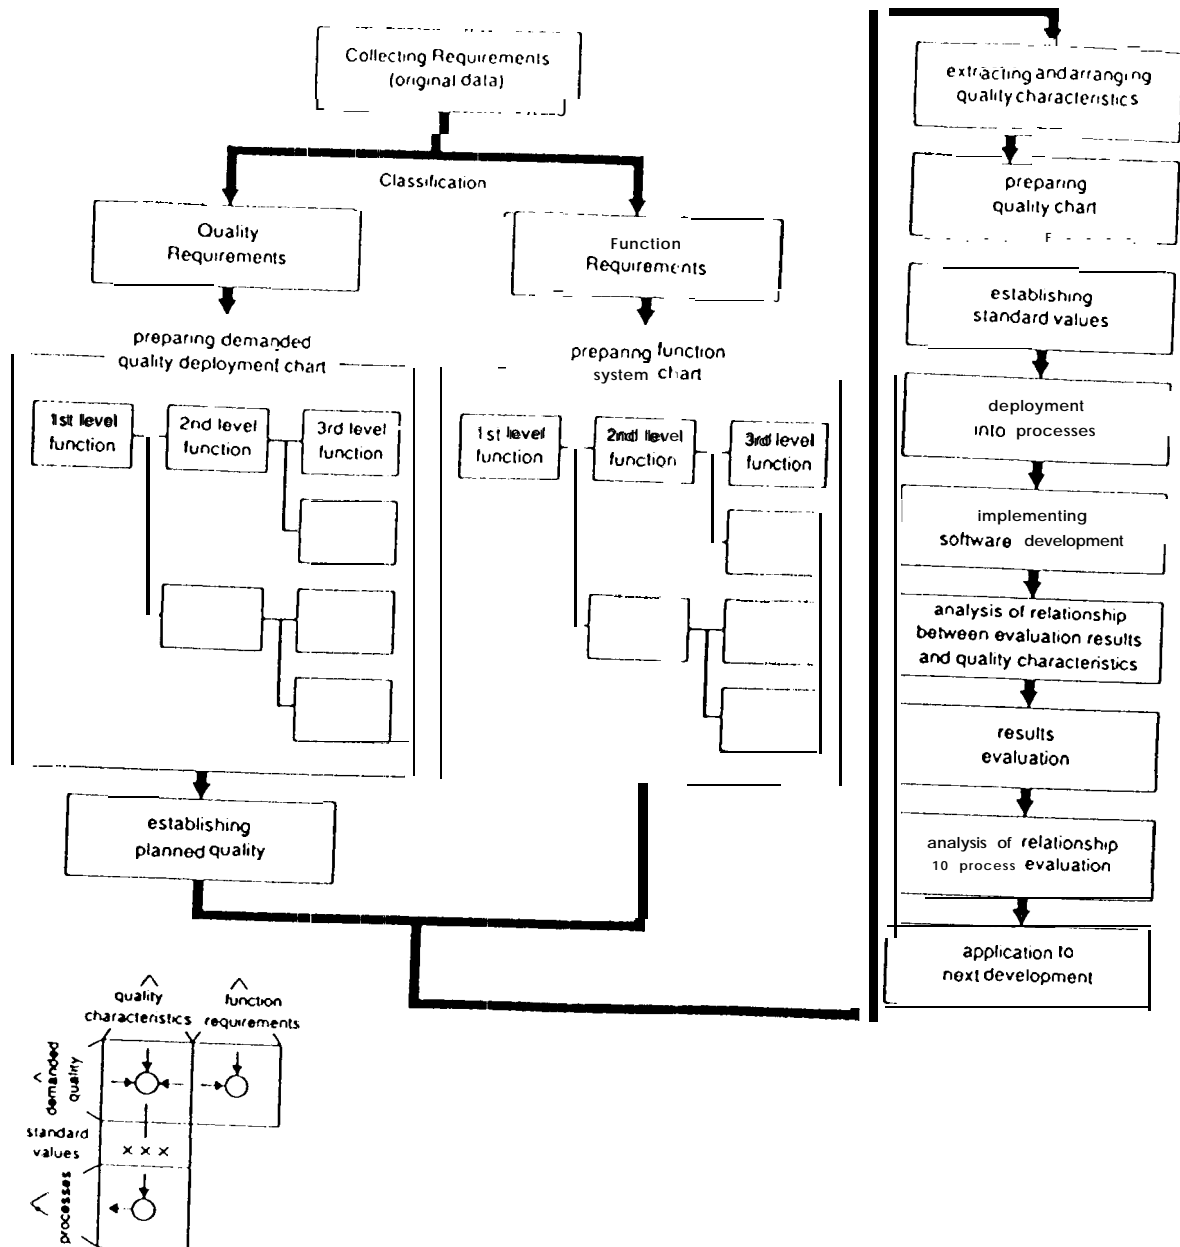 Collecting Requirements
(original data)
Classification
Quality
Requirements
Function
Requirements
preparing demanded
quality deployment chart
preparing function
system chart
1st level
function
2nd level
function
3rd level
function
1st level
function
2nd level
function
3rd level
function
establishing
planned quality
extracting and arranging
quality characteristics
preparing
quality chart
F
establishing
standard values
deployment
into processes
implementing
software development
analysis of relationship
between evaluation results
and quality characteristics
results
evaluation
analysis of relationship
10 process evaluation
application to
next development
quality
characteristics
function
requirements
demanded
quality
standard
values
× × ×
processes